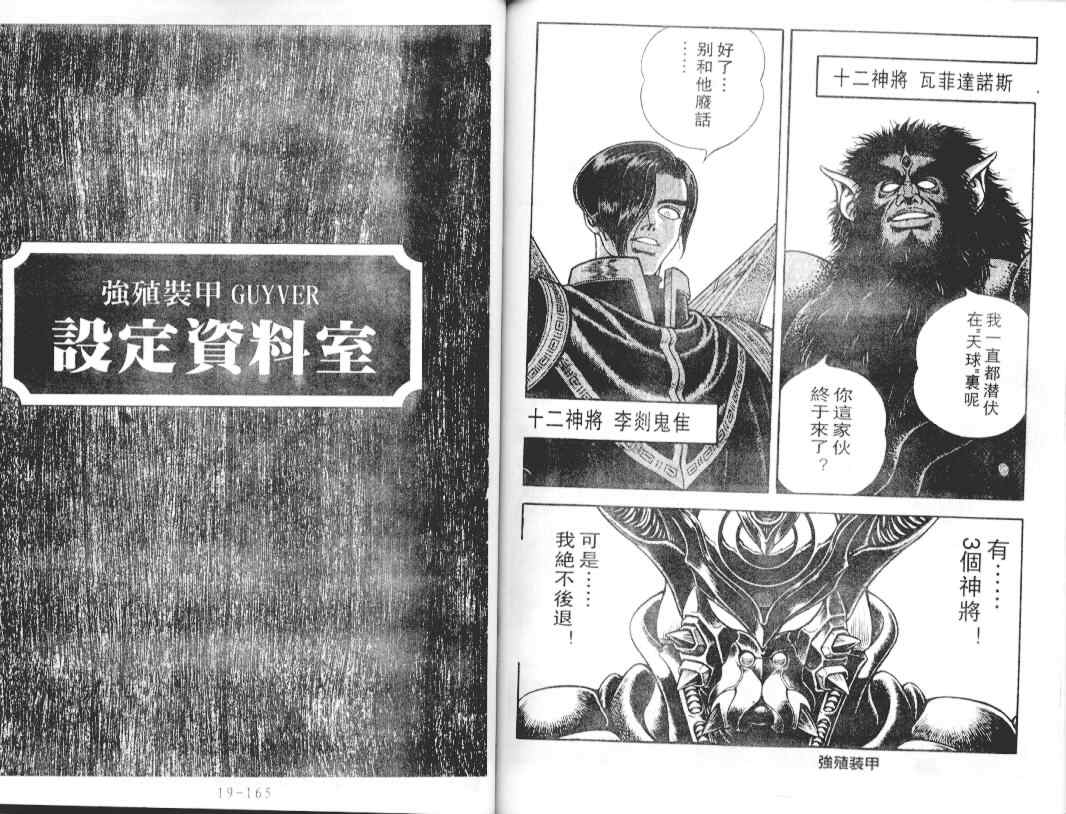 十二神將 瓦菲達諾斯
我一直都潛伏
在"天球"裏呢
你這家伙
終于來了?
好了…
别和他廢話
……
十二神將 李剡鬼隹
有……
3個神將!
可是……
我絕不後退!
強殖裝甲
強殖裝甲 GUYVER
設定資料室
19-165